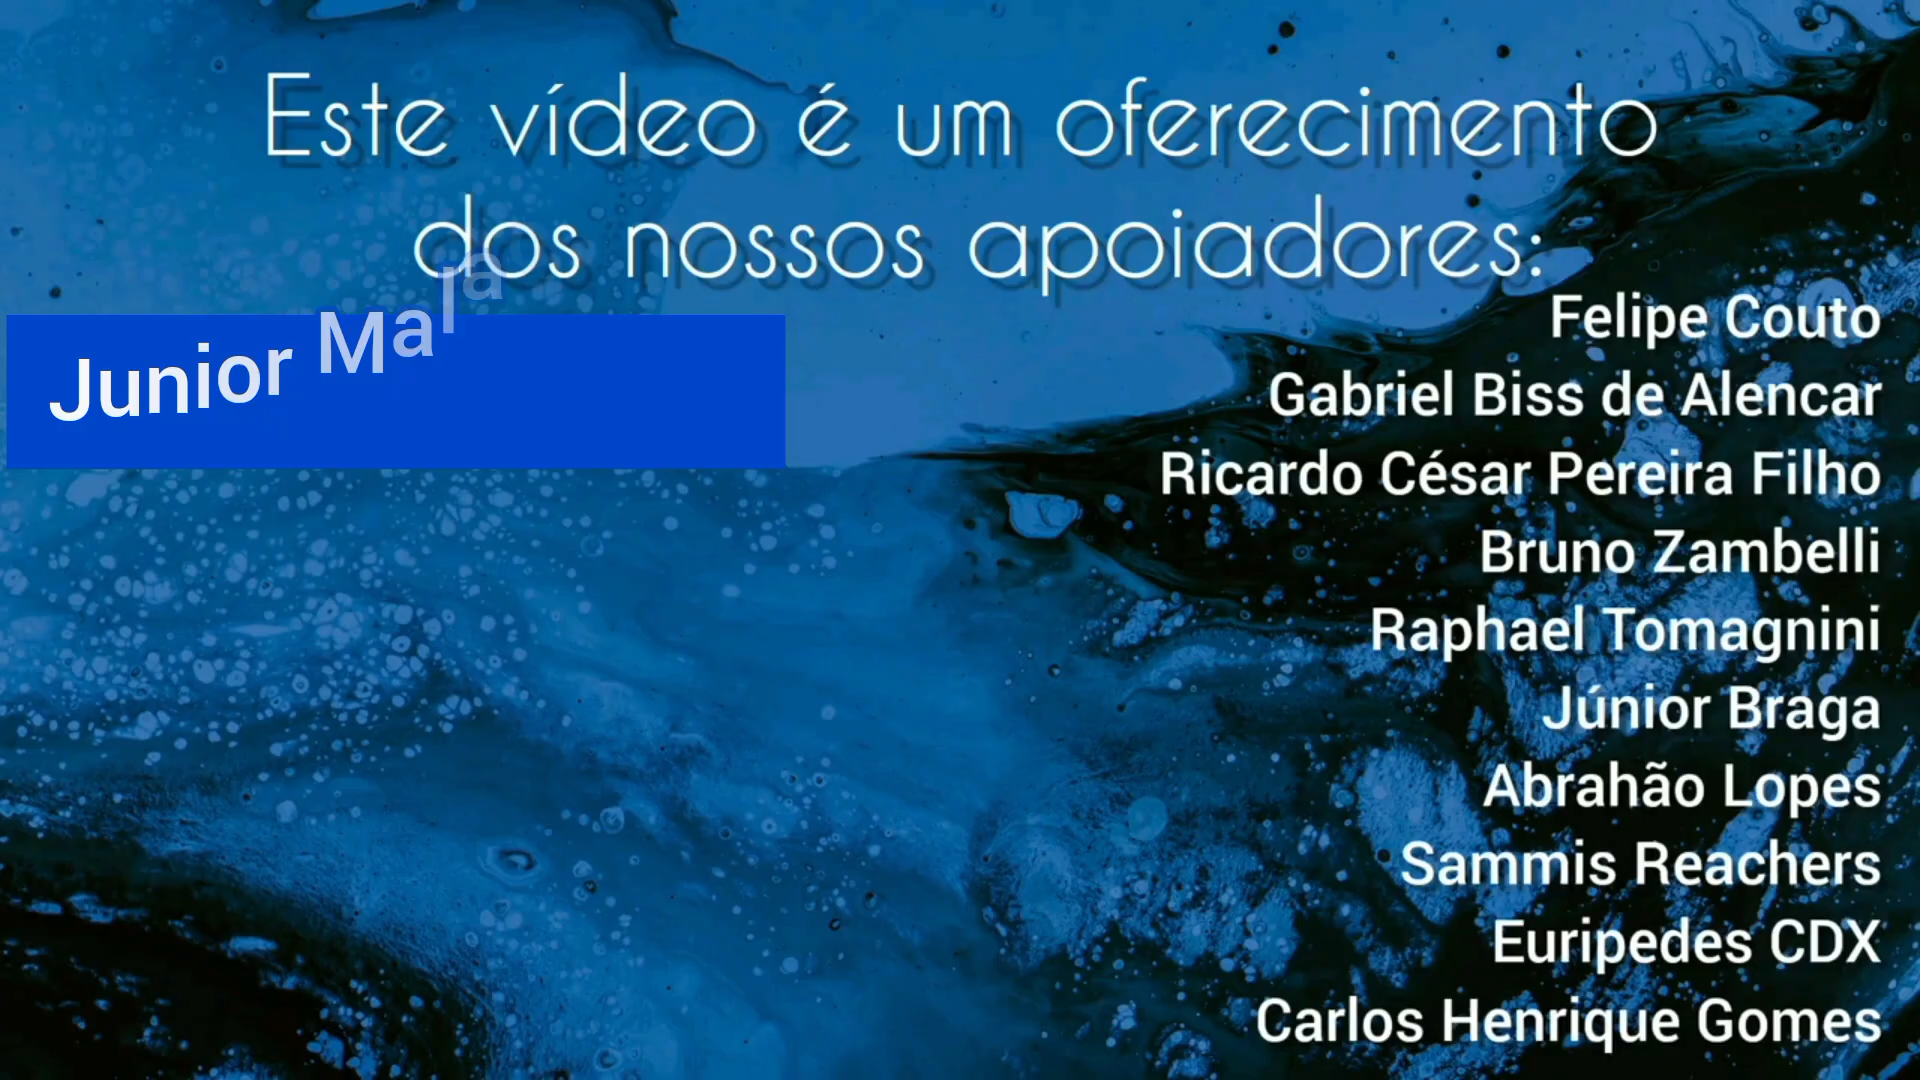 Este vídeo é um oferecimento
dos nossos apoiadores:
Junior
Felipe Couto
Gabriel Biss de Alencar
Ricardo César Pereira Filho
Bruno Zambelli
Raphael Tomagnini
Júnior Braga
Abrahão Lopes
Sammis Reachers
Euripedes CDX
Carlos Henrique Gomes